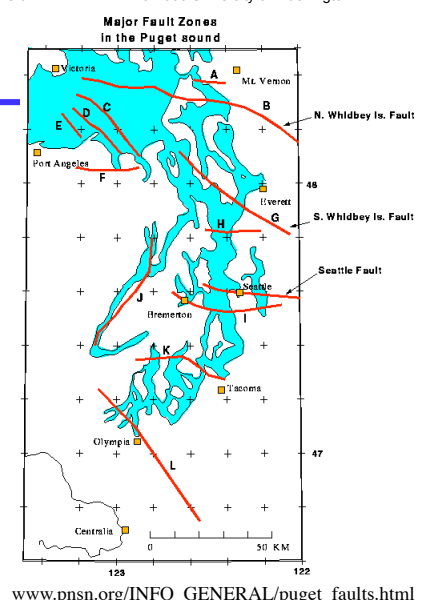 Major Fault Zones
in the Puget sound
Victoria
A
Mt. Vernon
C
B
D
E
N. Whidbey Is. Fault
Port Angeles
F
48
Everett
G
H
S. Whidbey Is. Fault
Seattle Fault
Seattle
J
Bremerton
I
K
Tacoma
Olympia
47
L
Centralia
0 50 KM
123 122
www.pnsn.org/INFO_GENERAL/puget_faults.html